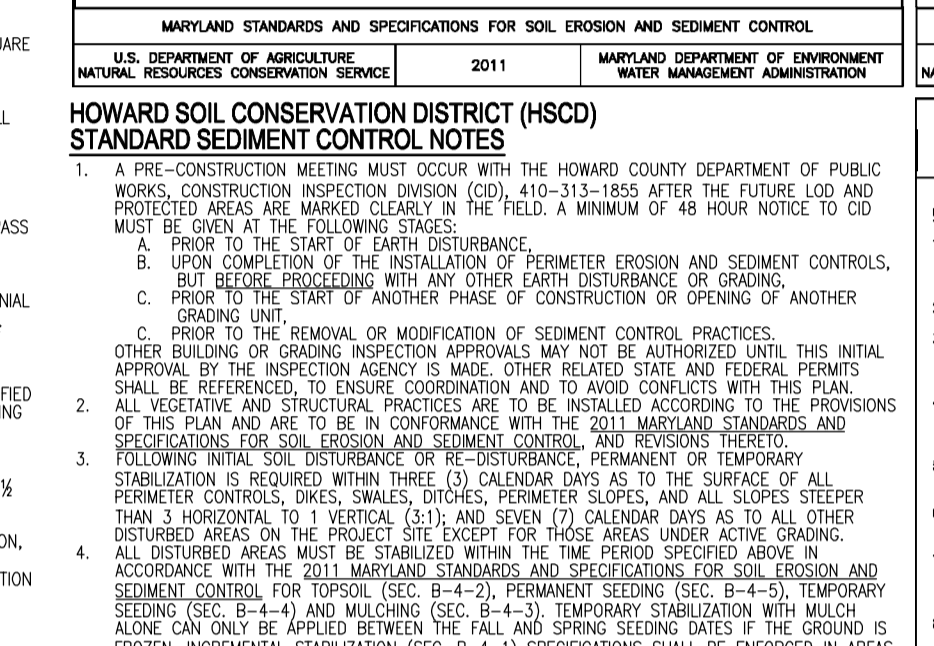 MARYLAND STANDARDS AND SPECIFICATIONS FOR SOIL EROSION AND SEDIMENT CONTROL
U.S. DEPARTMENT OF AGRICULTURE
NATURAL RESOURCES CONSERVATION SERVICE
2011
MARYLAND DEPARTMENT OF ENVIRONMENT
WATER MANAGEMENT ADMINISTRATION
HOWARD SOIL CONSERVATION DISTRICT (HSCD)
STANDARD SEDIMENT CONTROL NOTES
1. A PRE-CONSTRUCTION MEETING MUST OCCUR WITH THE HOWARD COUNTY DEPARTMENT OF PUBLIC
WORKS, CONSTRUCTION INSPECTION DIVISION (CID), 410-313-1855 AFTER THE FUTURE LOD AND
PROTECTED AREAS ARE MARKED CLEARLY IN THE FIELD. A MINIMUM OF 48 HOUR NOTICE TO CID
MUST BE GIVEN AT THE FOLLOWING STAGES:
A. PRIOR TO THE START OF EARTH DISTURBANCE,
B. UPON COMPLETION OF THE INSTALLATION OF PERIMETER EROSION AND SEDIMENT CONTROLS,
BUT BEFORE PROCEEDING WITH ANY OTHER EARTH DISTURBANCE OR GRADING,
C. PRIOR TO THE START OF ANOTHER PHASE OF CONSTRUCTION OR OPENING OF ANOTHER
GRADING UNIT,
C. PRIOR TO THE REMOVAL OR MODIFICATION OF SEDIMENT CONTROL PRACTICES.
OTHER BUILDING OR GRADING INSPECTION APPROVALS MAY NOT BE AUTHORIZED UNTIL THIS INITIAL
APPROVAL BY THE INSPECTION AGENCY IS MADE. OTHER RELATED STATE AND FEDERAL PERMITS
SHALL BE REFERENCED, TO ENSURE COORDINATION AND TO AVOID CONFLICTS WITH THIS PLAN.
2. ALL VEGETATIVE AND STRUCTURAL PRACTICES ARE TO BE INSTALLED ACCORDING TO THE PROVISIONS
OF THIS PLAN AND ARE TO BE IN CONFORMANCE WITH THE 2011 MARYLAND STANDARDS AND
SPECIFICATIONS FOR SOIL EROSION AND SEDIMENT CONTROL, AND REVISIONS THERETO.
3. FOLLOWING INITIAL SOIL DISTURBANCE OR RE-DISTURBANCE, PERMANENT OR TEMPORARY
STABILIZATION IS REQUIRED WITHIN THREE (3) CALENDAR DAYS AS TO THE SURFACE OF ALL
PERIMETER CONTROLS, DIKES, SWALES, DITCHES, PERIMETER SLOPES, AND ALL SLOPES STEEPER
THAN 3 HORIZONTAL TO 1 VERTICAL (3:1); AND SEVEN (7) CALENDAR DAYS AS TO ALL OTHER
DISTURBED AREAS ON THE PROJECT SITE EXCEPT FOR THOSE AREAS UNDER ACTIVE GRADING.
4. ALL DISTURBED AREAS MUST BE STABILIZED WITHIN THE TIME PERIOD SPECIFIED ABOVE IN
ACCORDANCE WITH THE 2011 MARYLAND STANDARDS AND SPECIFICATIONS FOR SOIL EROSION AND
SEDIMENT CONTROL FOR TOPSOIL (SEC. B-4-2), PERMANENT SEEDING (SEC. B-4-5), TEMPORARY
SEEDING (SEC. B-4-4) AND MULCHING (SEC. B-4-3). TEMPORARY STABILIZATION WITH MULCH
ALONE CAN ONLY BE APPLIED BETWEEN THE FALL AND SPRING SEEDING DATES IF THE GROUND IS
FROZEN. INCREMENTAL STABILIZATION (SEC. B-4-1) SPECIFICATIONS SHALL BE ENFORCED IN AREAS